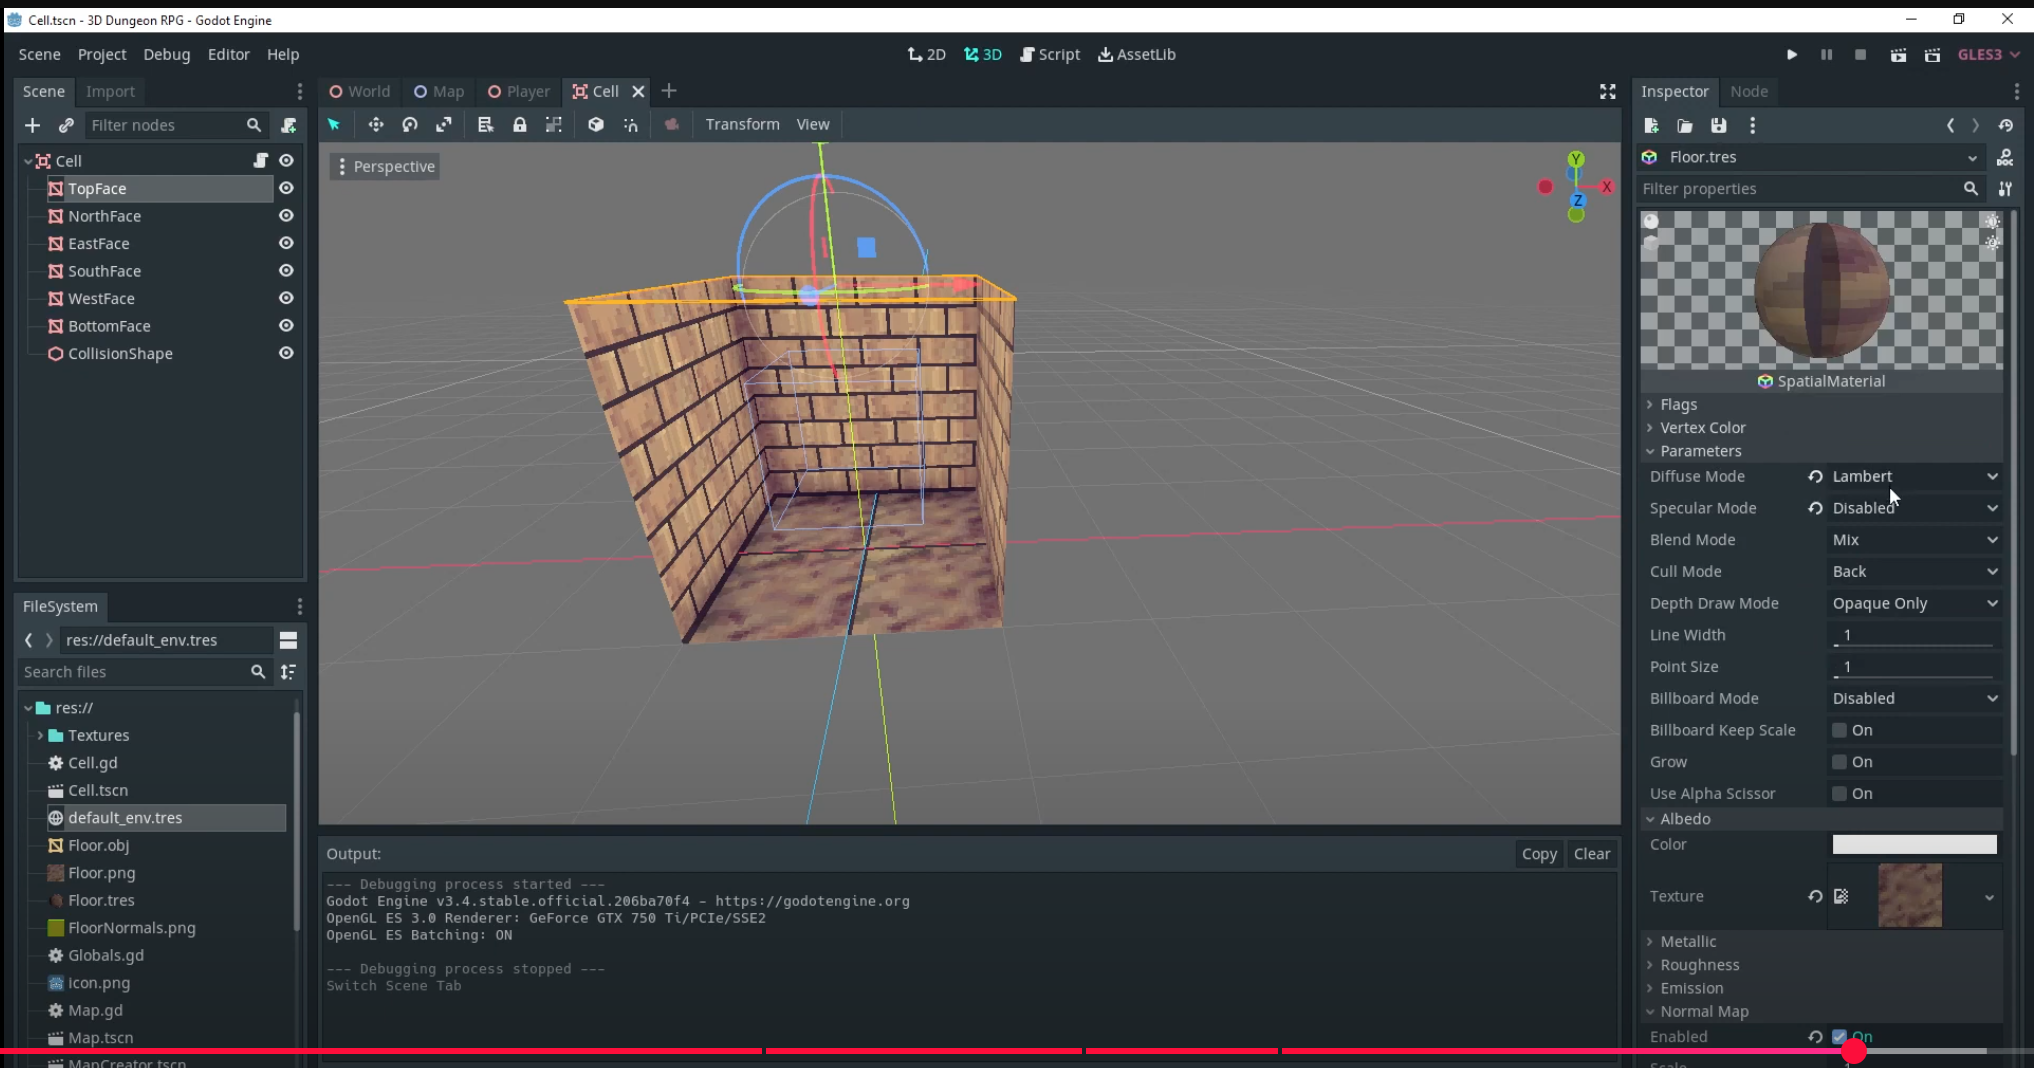 Cell.tscn - 3D Dungeon RPG - Godot Engine
Scene Project Debug Editor Help
2D 3D Script AssetLib
GLES3
Scene Import
Filter nodes
Cell
TopFace
NorthFace
EastFace
SouthFace
WestFace
BottomFace
CollisionShape
FileSystem
res://default_env.tres
Search files
res://
Textures
Cell.gd
Cell.tscn
default_env.tres
Floor.obj
Floor.png
Floor.tres
FloorNormals.png
Globals.gd
icon.png
Map.gd
Map.tscn
MapCreator.tscn
World Map Player Cell
Transform View
Perspective
Y
X
Z
Output:
Copy Clear
--- Debugging process started ---
Godot Engine v3.4.stable.official.206ba70f4 - https://godotengine.org
OpenGL ES 3.0 Renderer: GeForce GTX 750 Ti/PCIe/SSE2
OpenGL ES Batching: ON
--- Debugging process stopped ---
Switch Scene Tab
Inspector Node
Floor.tres
Filter properties
SpatialMaterial
Flags
Vertex Color
Parameters
Diffuse Mode Lambert
Specular Mode Disabled
Blend Mode Mix
Cull Mode Back
Depth Draw Mode Opaque Only
Line Width 1
Point Size 1
Billboard Mode Disabled
Billboard Keep Scale On
Grow On
Use Alpha Scissor On
Albedo
Color
Texture
Metallic
Roughness
Emission
Normal Map
Enabled On